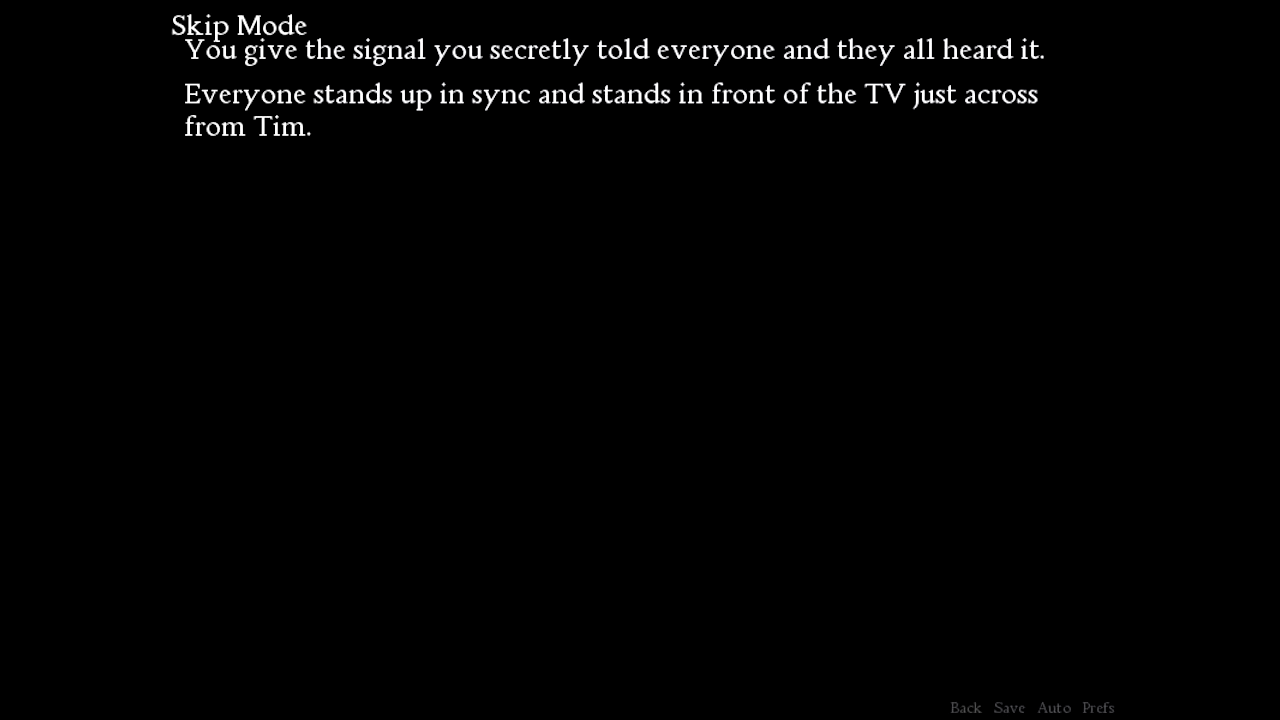 Skip Mode
You give the signal you secretly told everyone and they all heard it.
Everyone stands up in sync and stands in front of the TV just across
from Tim.
Back Save Auto Prefs